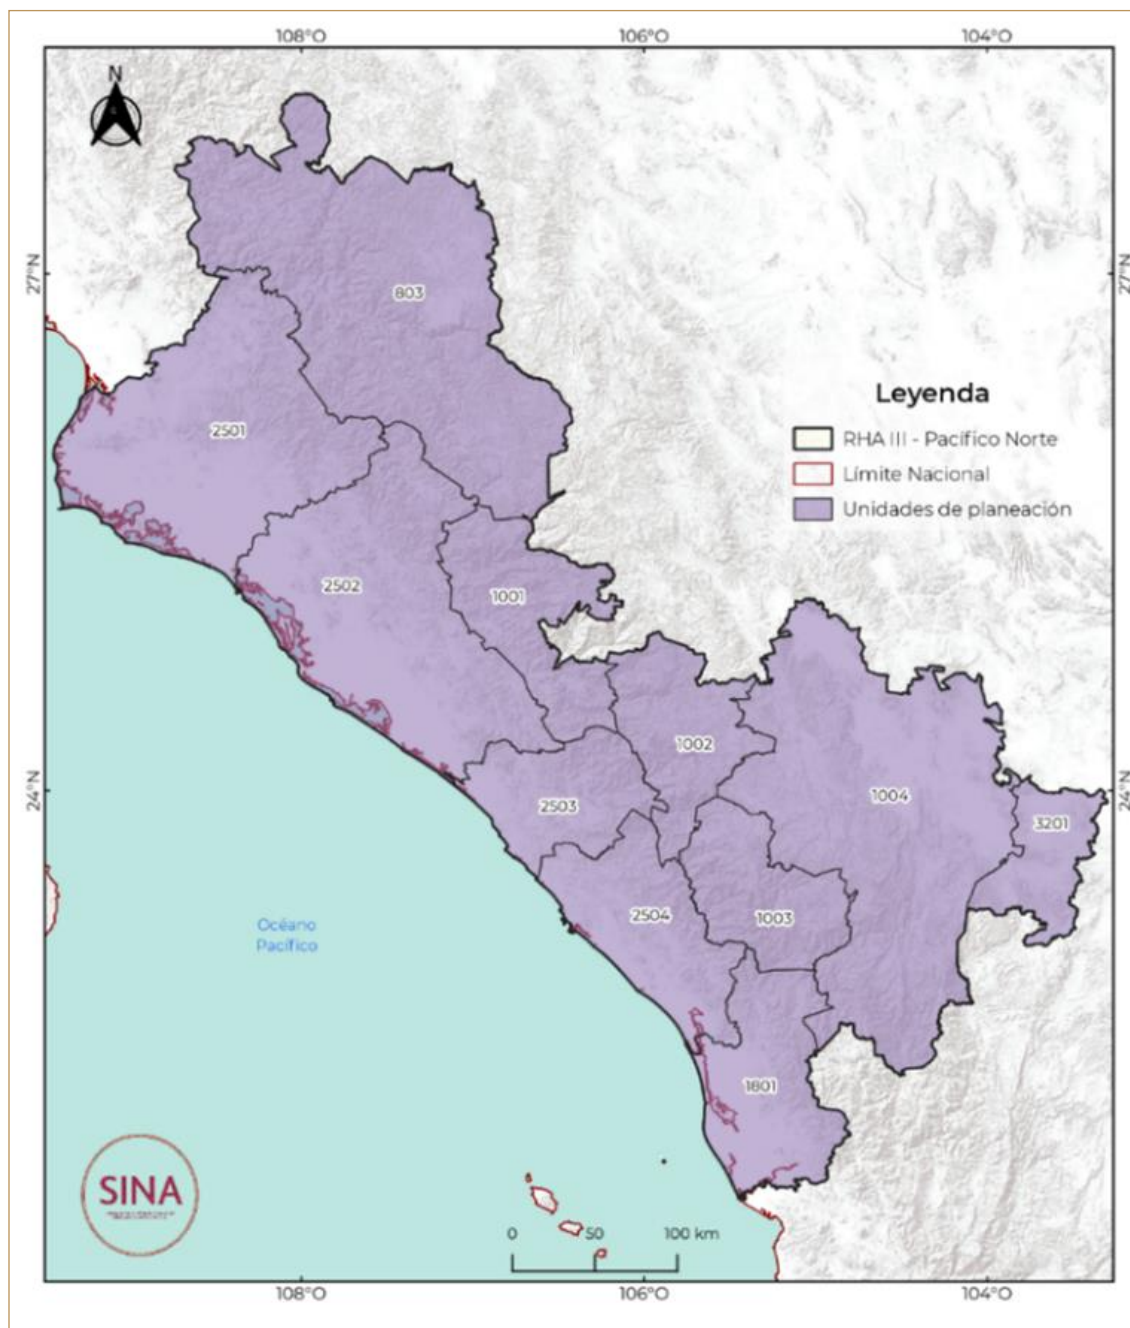 108°O 106°O 104°O
N
27°N
27°N
803
Leyenda
RHA III - Pacífico Norte
Límite Nacional
Unidades de planeación
2501
2502
1001
1002
24°N
24°N
2503
1004
3201
2504
1003
Océano
Pacífico
1801
SINA
0 50 100 km
108°O 106°O 104°O